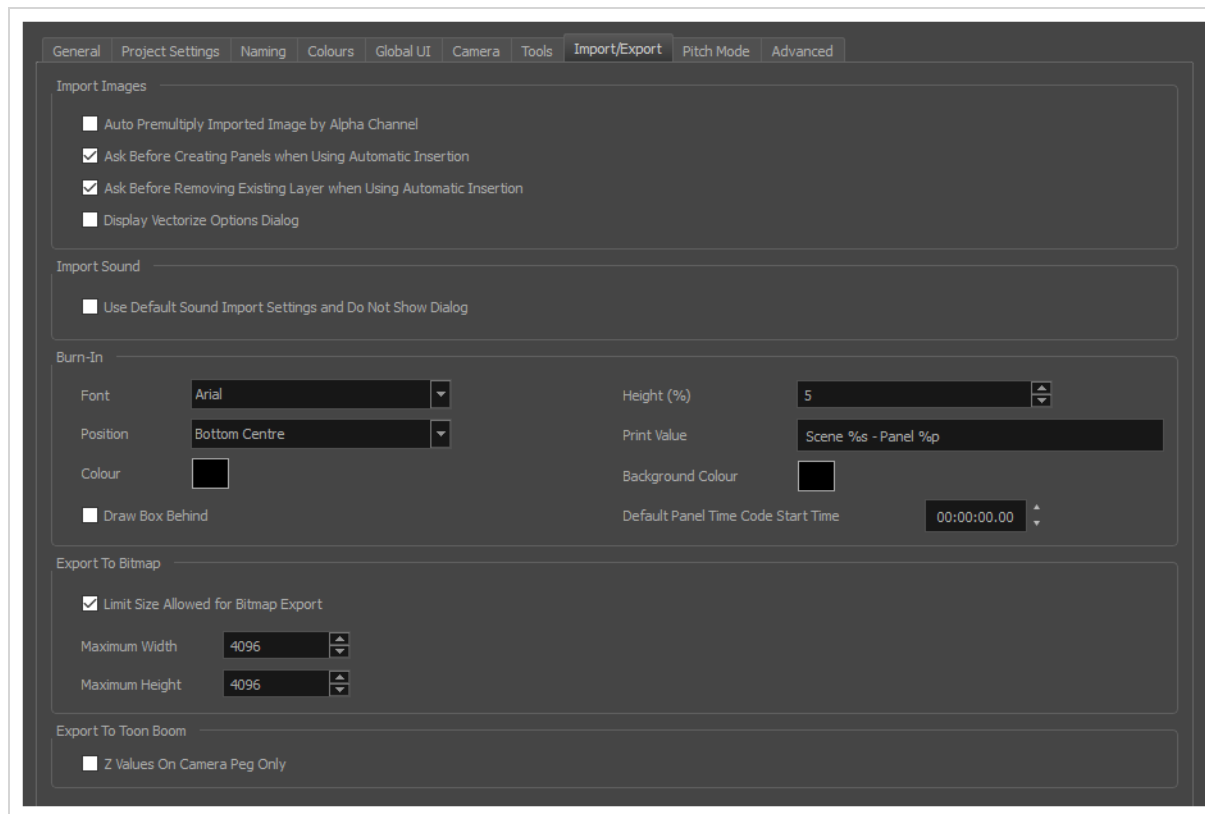 General Project Settings Naming Colours Global UI Camera Tools Import/Export Pitch Mode Advanced
Import Images
Auto Premultiply Imported Image by Alpha Channel
Ask Before Creating Panels when Using Automatic Insertion
Ask Before Removing Existing Layer when Using Automatic Insertion
Display Vectorize Options Dialog
Import Sound
Use Default Sound Import Settings and Do Not Show Dialog
Burn-In
Font Arial Height (%) 5
Position Bottom Centre Print Value Scene %s - Panel %p
Colour Background Colour
Draw Box Behind Default Panel Time Code Start Time 00:00:00.00
Export To Bitmap
Limit Size Allowed for Bitmap Export
Maximum Width 4096
Maximum Height 4096
Export To Toon Boom
Z Values On Camera Peg Only